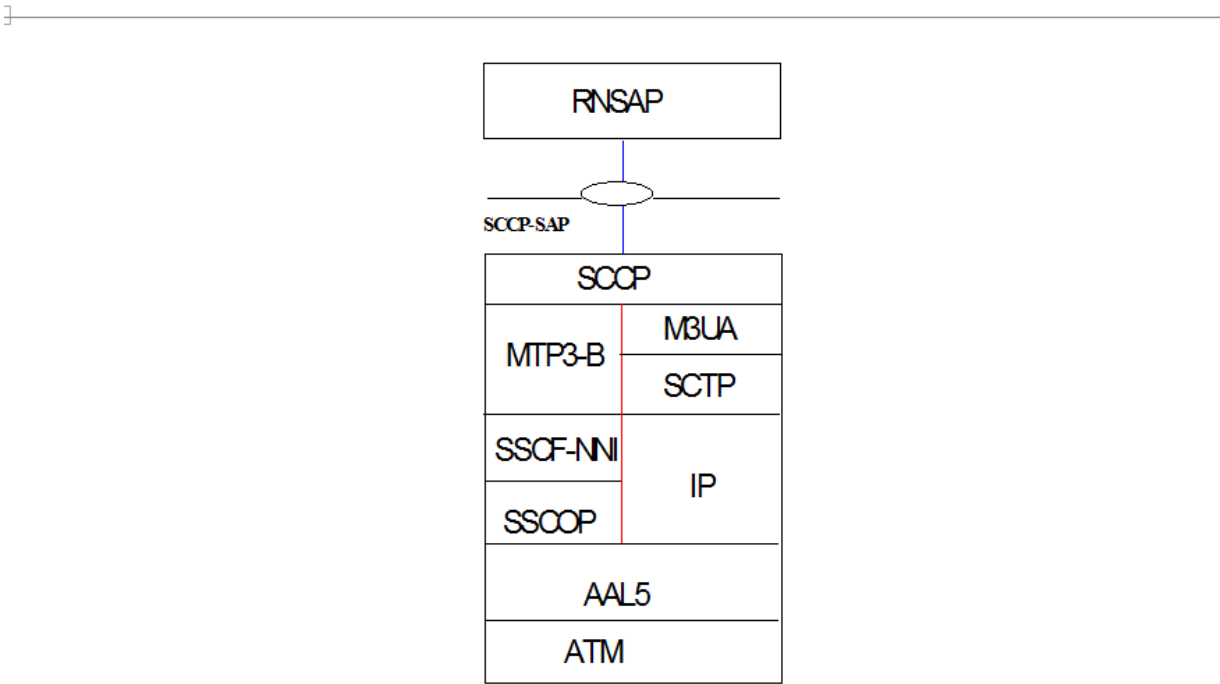 RNSAP
SCCP-SAP
SCCP
MTP3-B
M3UA
SCTP
SSCF-NNI
SSCOP
IP
AAL5
ATM